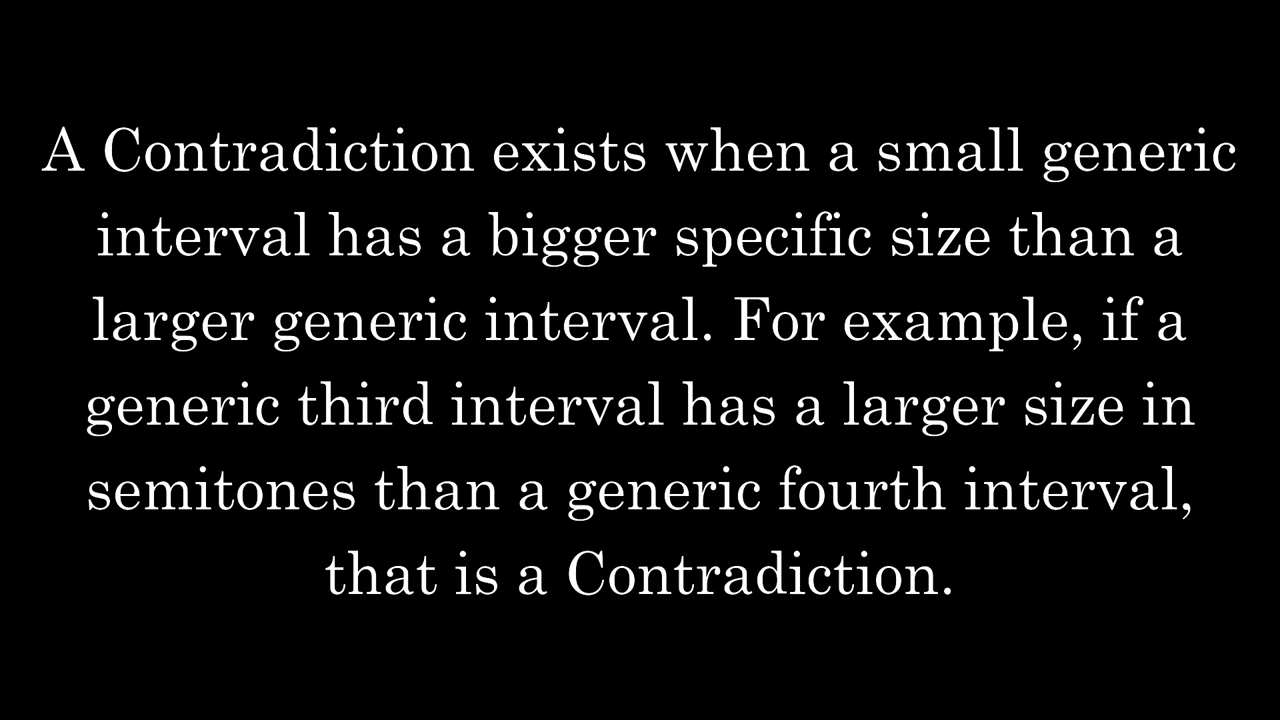 A Contradiction exists when a small generic
interval has a bigger specific size than a
larger generic interval. For example, if a
generic third interval has a larger size in
semitones than a generic fourth interval,
that is a Contradiction.